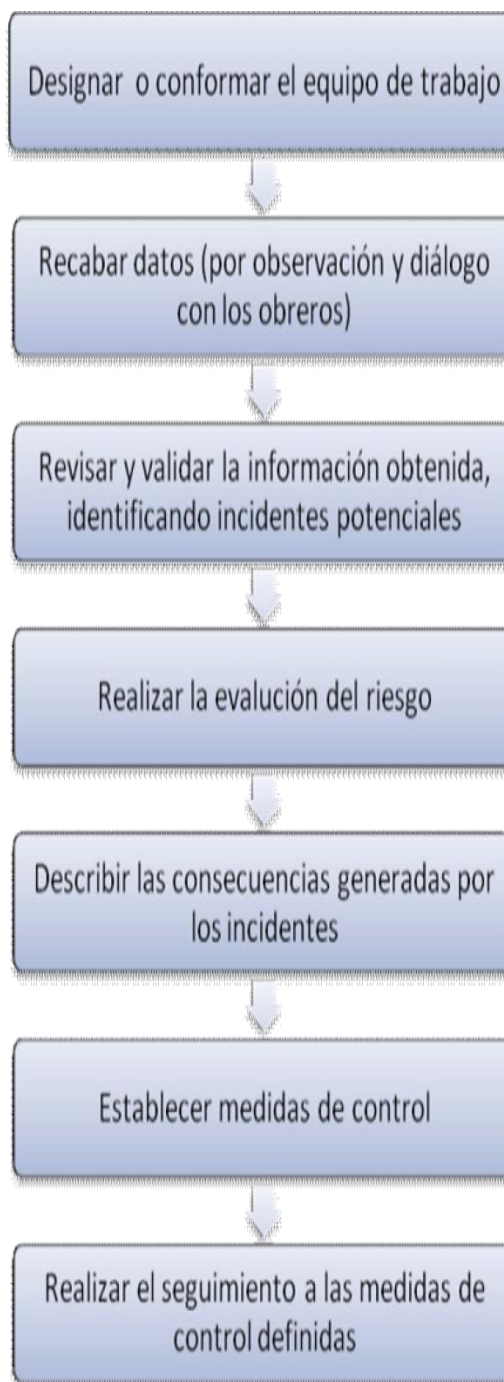 Designar o conformar el equipo de trabajo
Recabar datos (por observación y diálogo
con los obreros)
Revisar y validar la información obtenida,
identificando incidentes potenciales
Realizar la evalución del riesgo
Describir las consecuencias generadas por
los incidentes
Establecer medidas de control
Realizar el seguimiento a las medidas de
control definidas